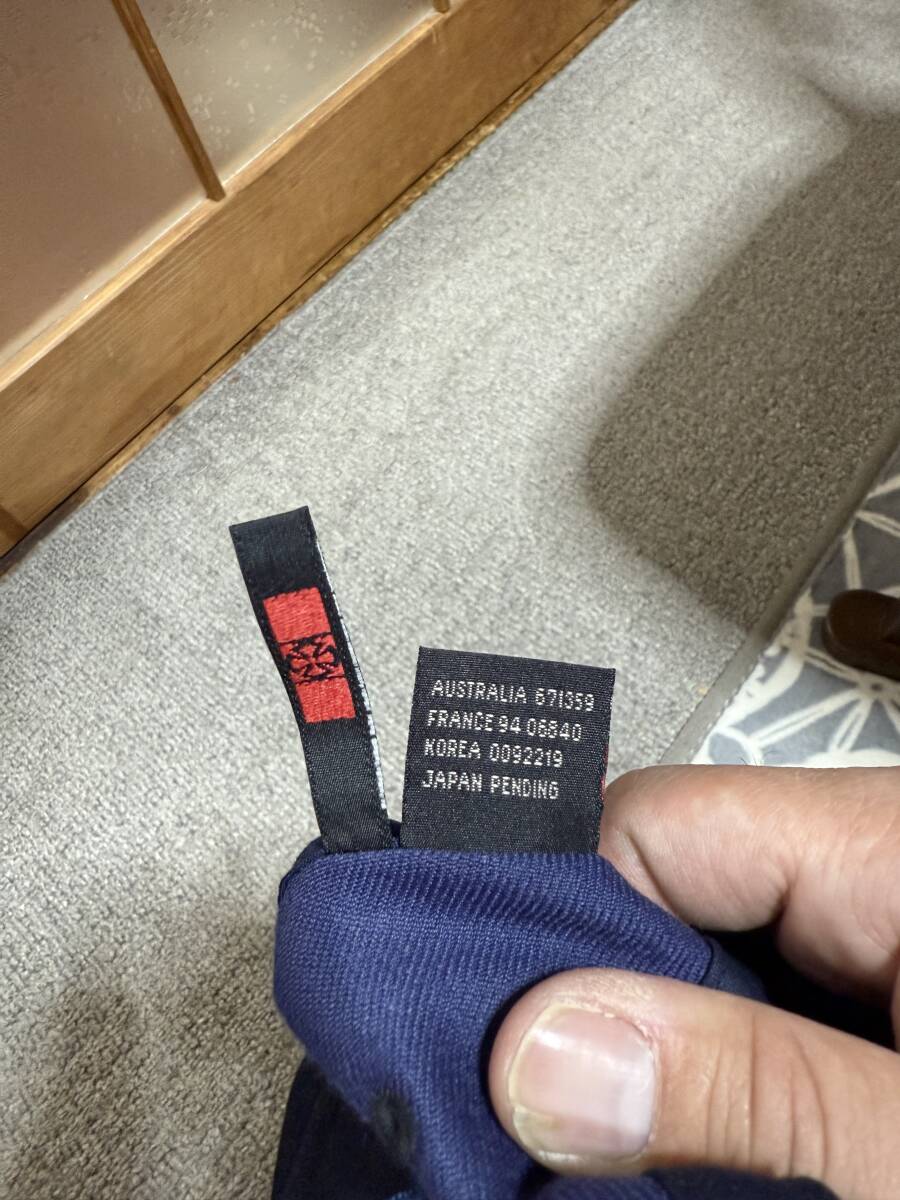 AUSTRALIA 671359
FRANCE 94 06840
KOREA 0092219
JAPAN PENDING